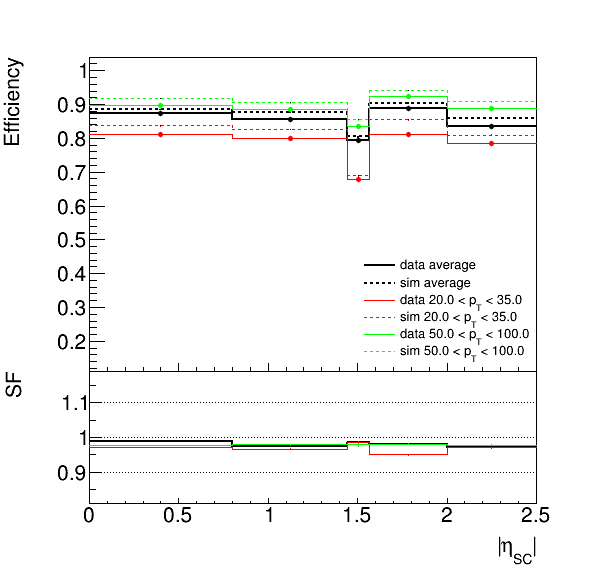 Efficiency
1
0.9
0.8
0.7
0.6
0.5
0.4
0.3
0.2
data average
sim average
data 20.0 < p_T < 35.0
sim 20.0 < p_T < 35.0
data 50.0 < p_T < 100.0
sim 50.0 < p_T < 100.0
SF
1.1
1
0.9
0 0.5 1 1.5 2 2.5
|η_SC|